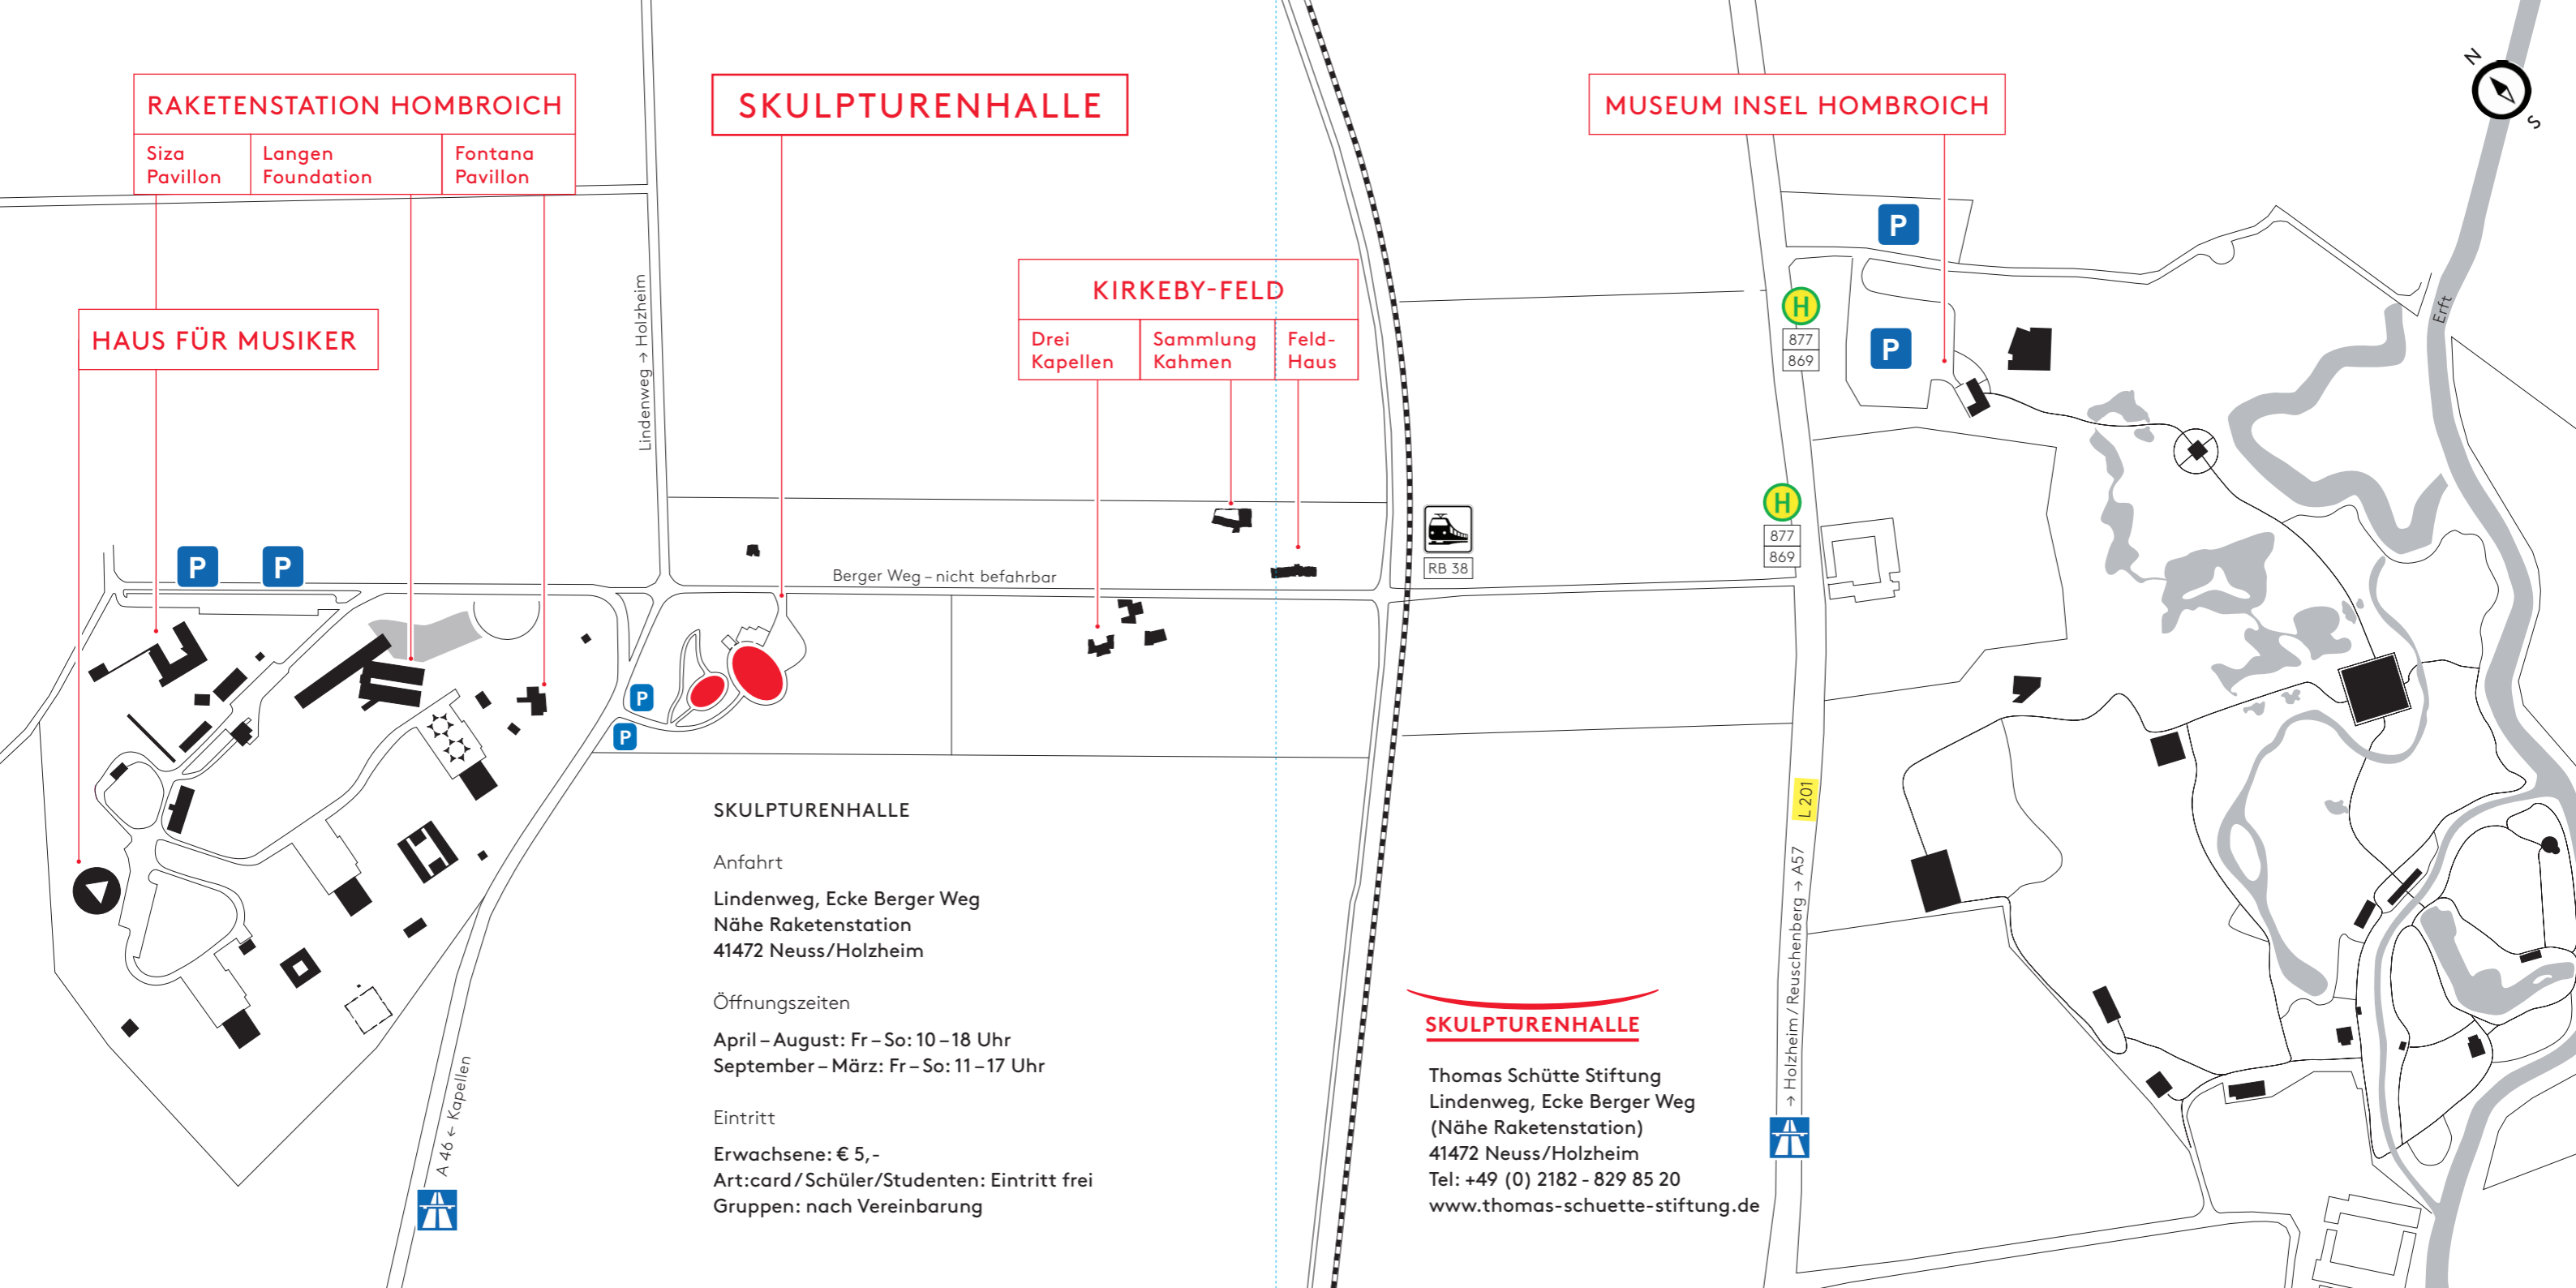 RAKETENSTATION HOMBROICH
Siza
Pavillon
Langen
Foundation
Fontana
Pavillon
HAUS FÜR MUSIKER
SKULPTURENHALLE
KIRKEBY-FELD
Drei
Kapellen
Sammlung
Kahmen
Feld-
Haus
MUSEUM INSEL HOMBROICH
N
S
Erft
Lindenweg → Holzheim
Berger Weg – nicht befahrbar
P
P
P
P
P
P
H
877
869
H
877
869
RB 38
L 201
→ Holzheim / Reuschenberg → A57
A 46 ← Kapellen
SKULPTURENHALLE
Anfahrt
Lindenweg, Ecke Berger Weg
Nähe Raketenstation
41472 Neuss/Holzheim
Öffnungszeiten
April – August: Fr – So: 10 – 18 Uhr
September – März: Fr – So: 11 – 17 Uhr
Eintritt
Erwachsene: € 5,-
Art:card / Schüler/Studenten: Eintritt frei
Gruppen: nach Vereinbarung
SKULPTURENHALLE
Thomas Schütte Stiftung
Lindenweg, Ecke Berger Weg
(Nähe Raketenstation)
41472 Neuss/Holzheim
Tel: +49 (0) 2182 - 829 85 20
www.thomas-schuette-stiftung.de